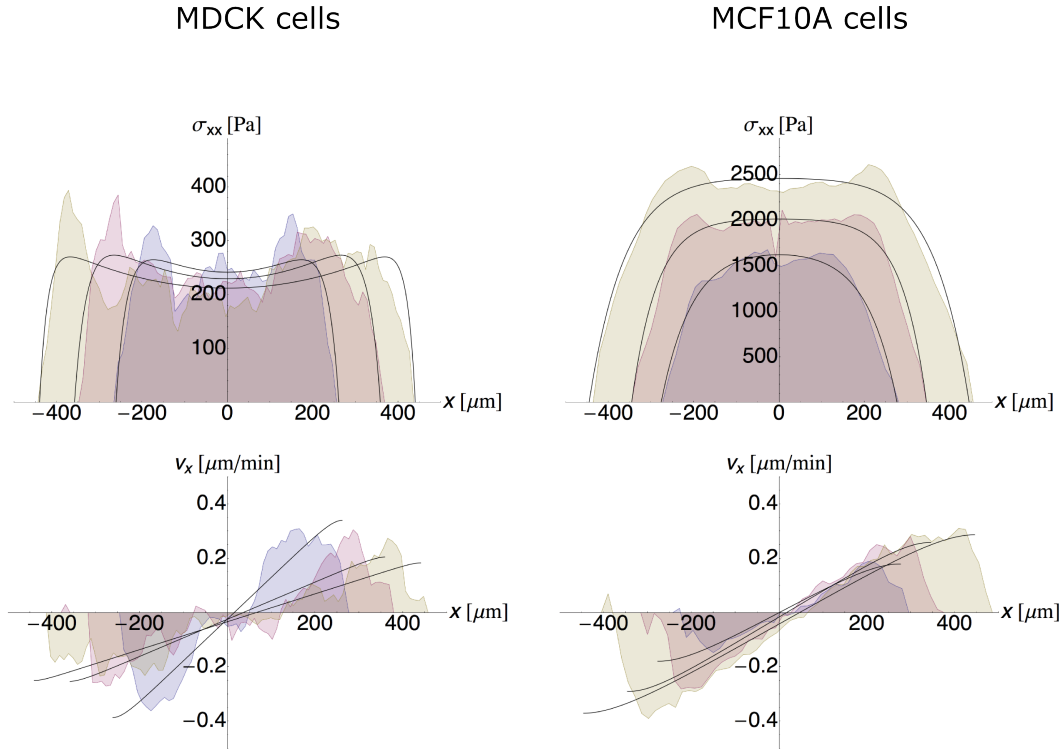 MDCK cells
MCF10A cells
σxx [Pa]
400
300
200
100
−400 −200 0 200 400 x [μm]
σxx [Pa]
2500
2000
1500
1000
500
−400 −200 0 200 400 x [μm]
vx [μm/min]
0.4
0.2
−400 −200 200 400 x [μm]
−0.2
−0.4
vx [μm/min]
0.4
0.2
−400 −200 200 400 x [μm]
−0.2
−0.4